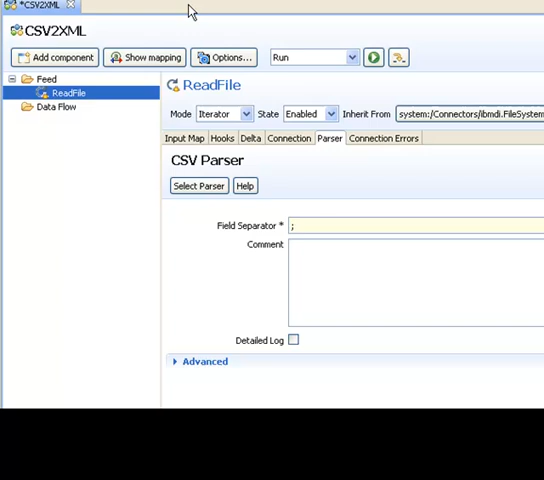 *CSV2XML
CSV2XML
Add component Show mapping Options... Run
Feed
ReadFile
Data Flow
ReadFile
Mode Iterator State Enabled Inherit From system:/Connectors/ibmdi.FileSystem
Input Map Hooks Delta Connection Parser Connection Errors
CSV Parser
Select Parser Help
Field Separator * ;
Comment
Detailed Log
Advanced